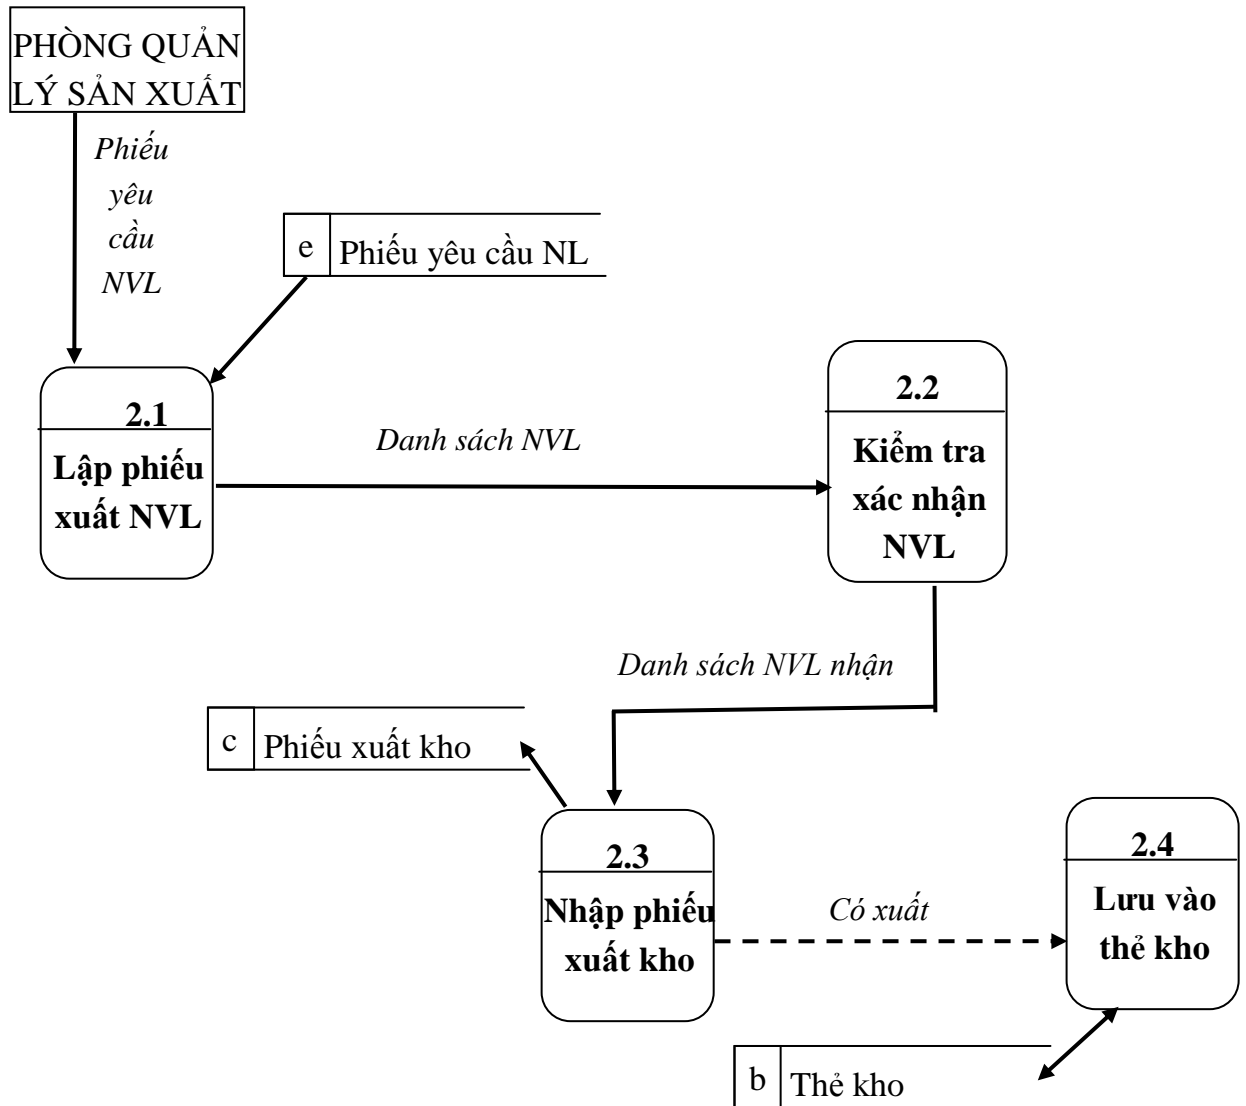 PHÒNG QUẢN
LÝ SẢN XUẤT
Phiếu
yêu
cầu
NVL
e Phiếu yêu cầu NL
2.1
Lập phiếu
xuất NVL
Danh sách NVL
2.2
Kiểm tra
xác nhận
NVL
Danh sách NVL nhận
c Phiếu xuất kho
2.3
Nhập phiếu
xuất kho
Có xuất
2.4
Lưu vào
thẻ kho
b Thẻ kho